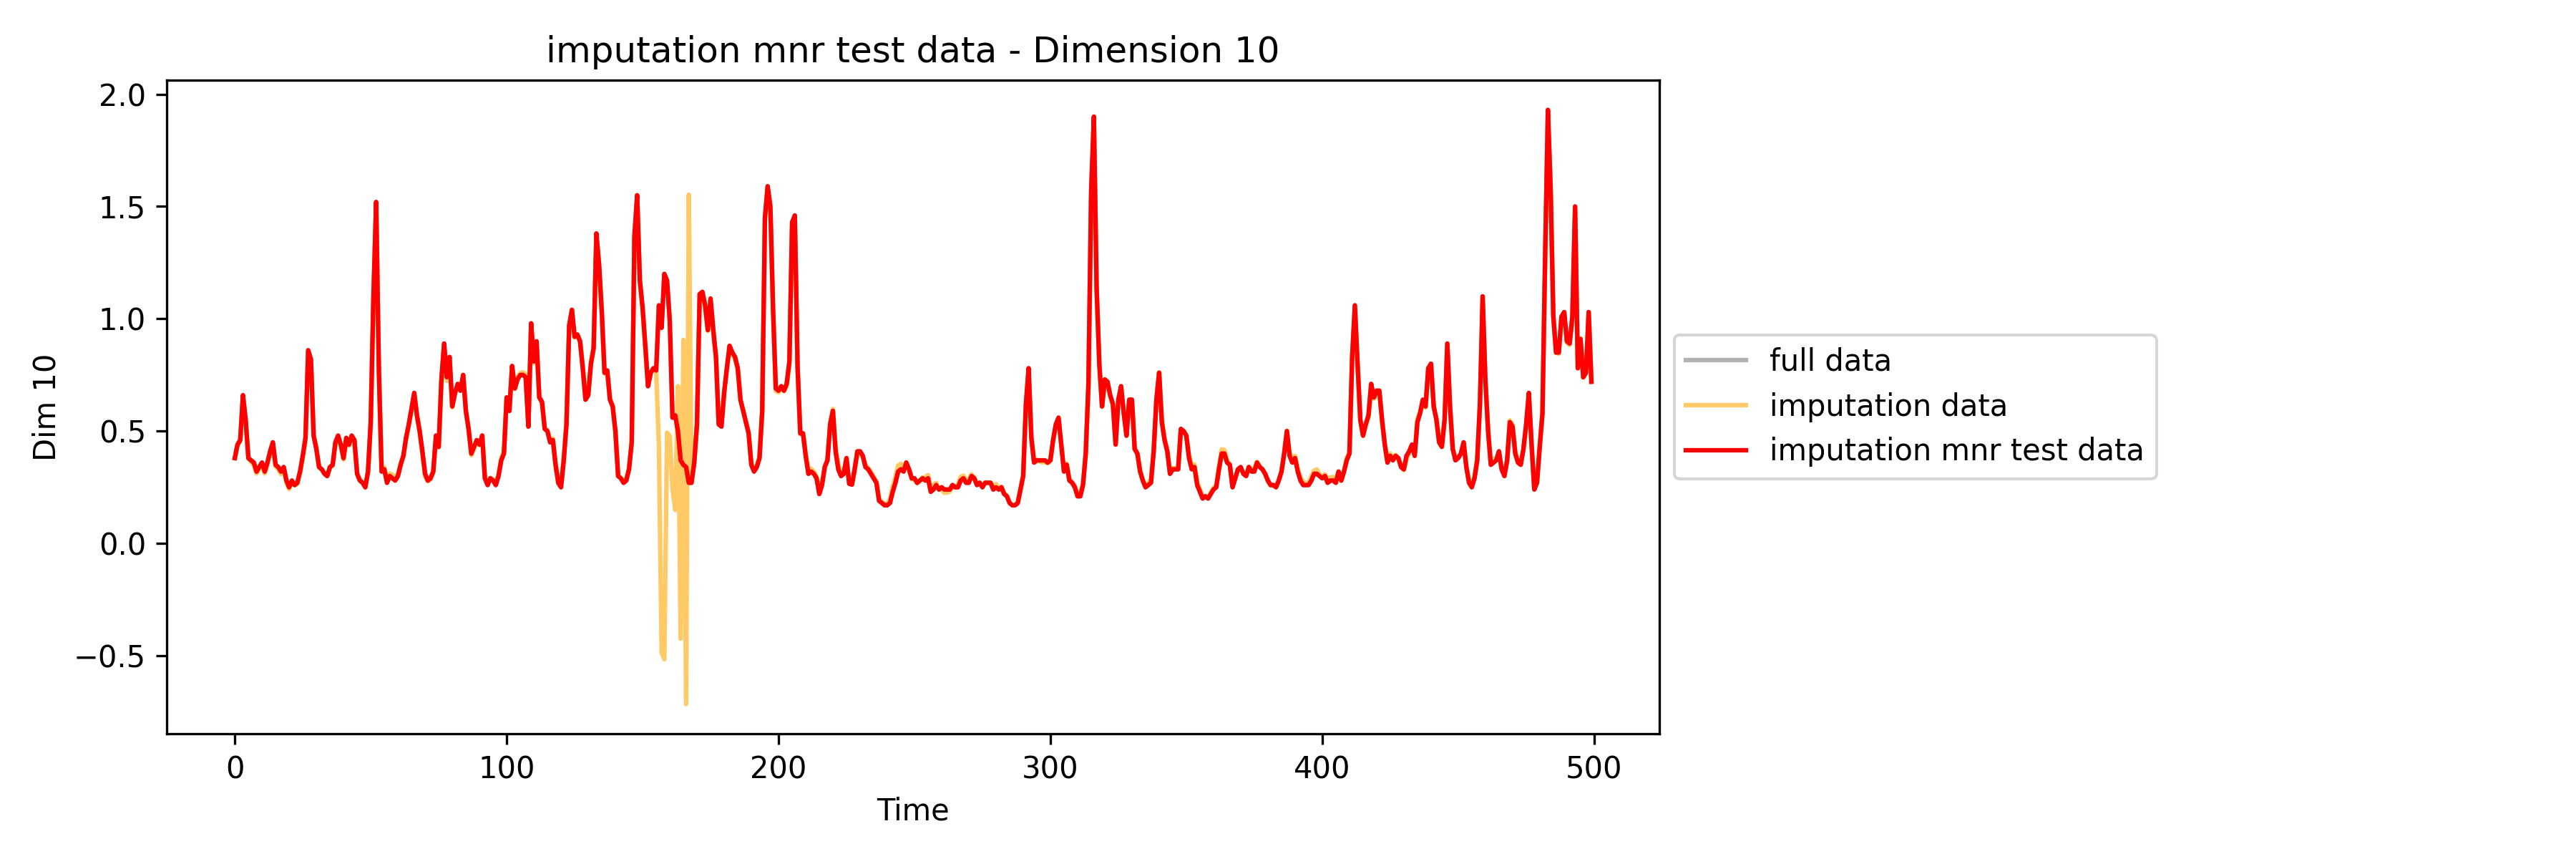 imputation mnr test data - Dimension 10
2.0
1.5
1.0
0.5
0.0
−0.5
Dim 10
0
100
200
300
400
500
Time
full data
imputation data
imputation mnr test data